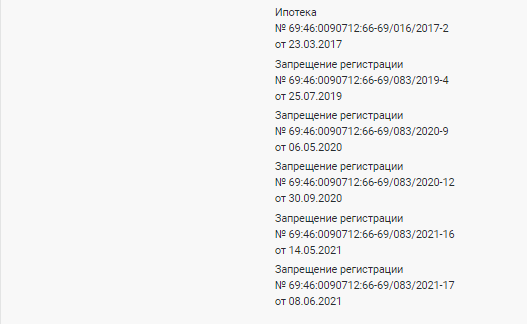 Ипотека
№ 69:46:0090712:66-69/016/2017-2
от 23.03.2017
Запрещение регистрации
№ 69:46:0090712:66-69/083/2019-4
от 25.07.2019
Запрещение регистрации
№ 69:46:0090712:66-69/083/2020-9
от 06.05.2020
Запрещение регистрации
№ 69:46:0090712:66-69/083/2020-12
от 30.09.2020
Запрещение регистрации
№ 69:46:0090712:66-69/083/2021-16
от 14.05.2021
Запрещение регистрации
№ 69:46:0090712:66-69/083/2021-17
от 08.06.2021